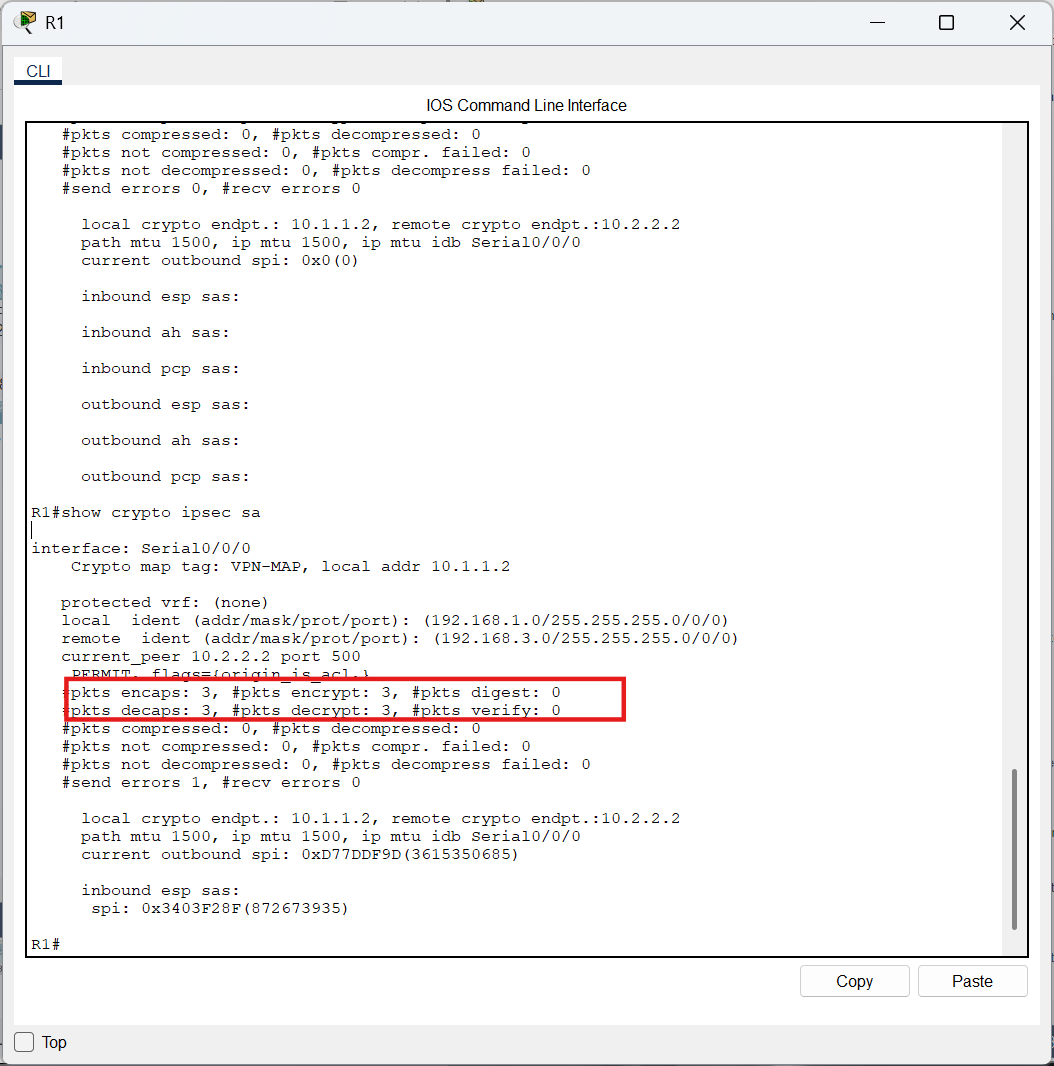 R1
CLI
IOS Command Line Interface
#pkts compressed: 0, #pkts decompressed: 0
#pkts not compressed: 0, #pkts compr. failed: 0
#pkts not decompressed: 0, #pkts decompress failed: 0
#send errors 0, #recv errors 0
local crypto endpt.: 10.1.1.2, remote crypto endpt.:10.2.2.2
path mtu 1500, ip mtu 1500, ip mtu idb Serial0/0/0
current outbound spi: 0x0(0)
inbound esp sas:
inbound ah sas:
inbound pcp sas:
outbound esp sas:
outbound ah sas:
outbound pcp sas:
R1#show crypto ipsec sa
interface: Serial0/0/0
Crypto map tag: VPN-MAP, local addr 10.1.1.2
protected vrf: (none)
local  ident (addr/mask/prot/port): (192.168.1.0/255.255.255.0/0/0)
remote  ident (addr/mask/prot/port): (192.168.3.0/255.255.255.0/0/0)
current_peer 10.2.2.2 port 500
PERMIT, flags={origin_is_acl,}
#pkts encaps: 3, #pkts encrypt: 3, #pkts digest: 0
#pkts decaps: 3, #pkts decrypt: 3, #pkts verify: 0
#pkts compressed: 0, #pkts decompressed: 0
#pkts not compressed: 0, #pkts compr. failed: 0
#pkts not decompressed: 0, #pkts decompress failed: 0
#send errors 1, #recv errors 0
local crypto endpt.: 10.1.1.2, remote crypto endpt.:10.2.2.2
path mtu 1500, ip mtu 1500, ip mtu idb Serial0/0/0
current outbound spi: 0xD77DDF9D(3615350685)
inbound esp sas:
spi: 0x3403F28F(872673935)
R1#
Copy
Paste
Top